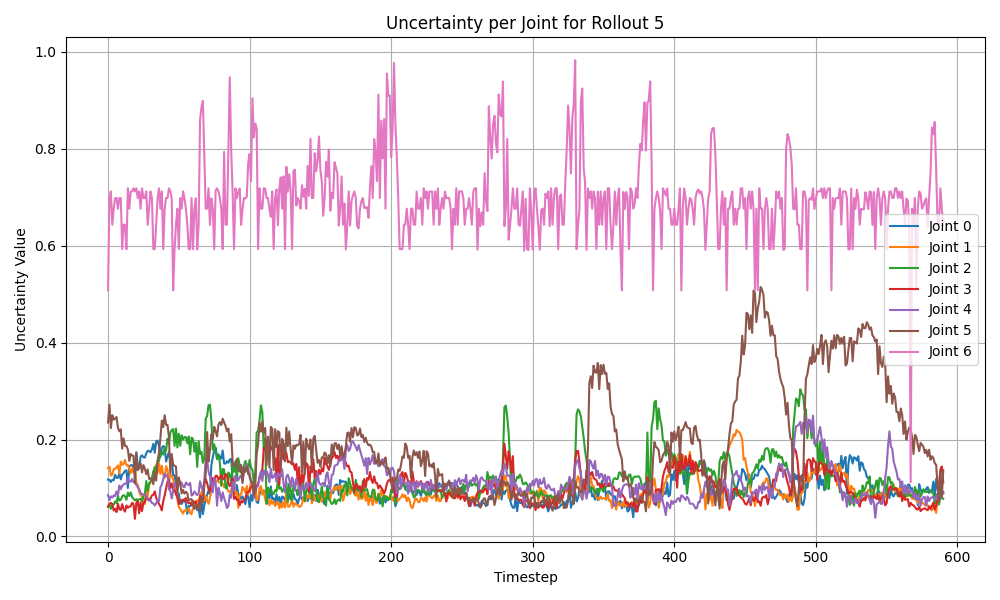 Uncertainty per Joint for Rollout 5
Uncertainty Value
1.0
0.8
0.6
0.4
0.2
0.0
Joint 0
Joint 1
Joint 2
Joint 3
Joint 4
Joint 5
Joint 6
0 100 200 300 400 500 600
Timestep